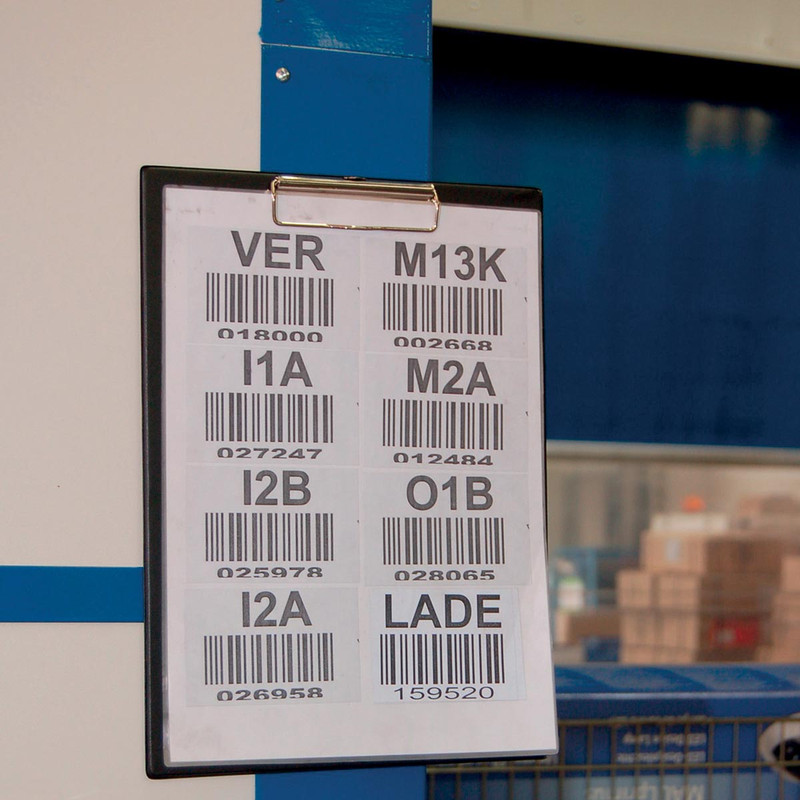 VER
018000
M13K
002668
I1A
027247
M2A
012484
I2B
025978
O1B
028065
I2A
026958
LADE
159520